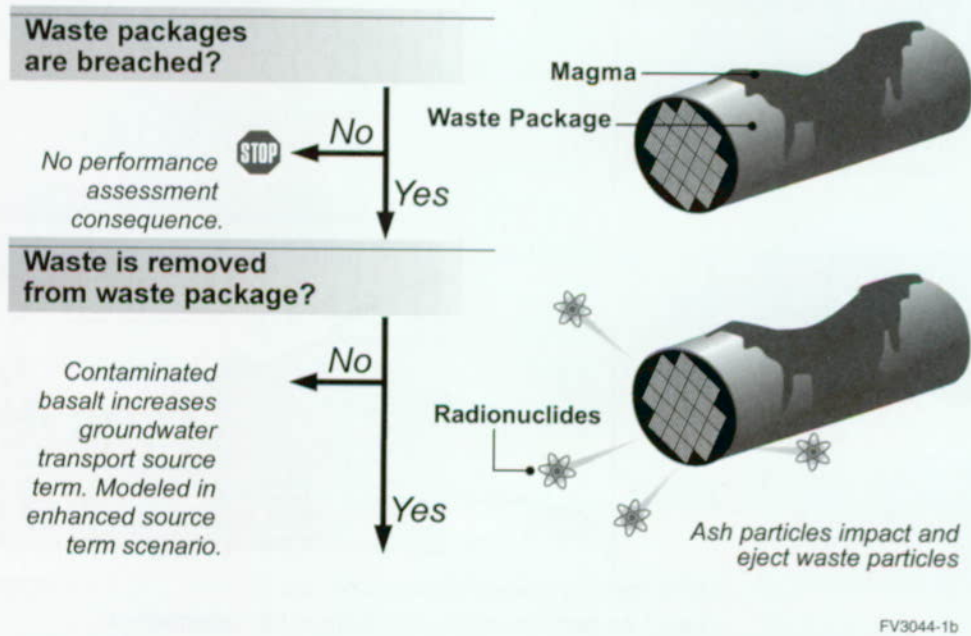 Waste packages
are breached?
Magma
Waste Package
No
STOP
No performance
assessment
consequence.
Yes
Waste is removed
from waste package?
No
Contaminated
basalt increases
groundwater
transport source
term. Modeled in
enhanced source
term scenario.
Radionuclides
Yes
Ash particles impact and
eject waste particles
FV3044-1b